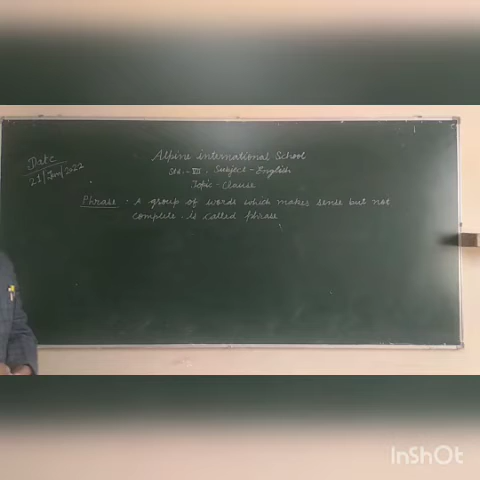 Date
21/Jan/2022
Alpine international School
Std. - VII. Subject - English
Topic - Clause
Phrase - A group of words which makes sense but not
complete. is called phrase
InShOt